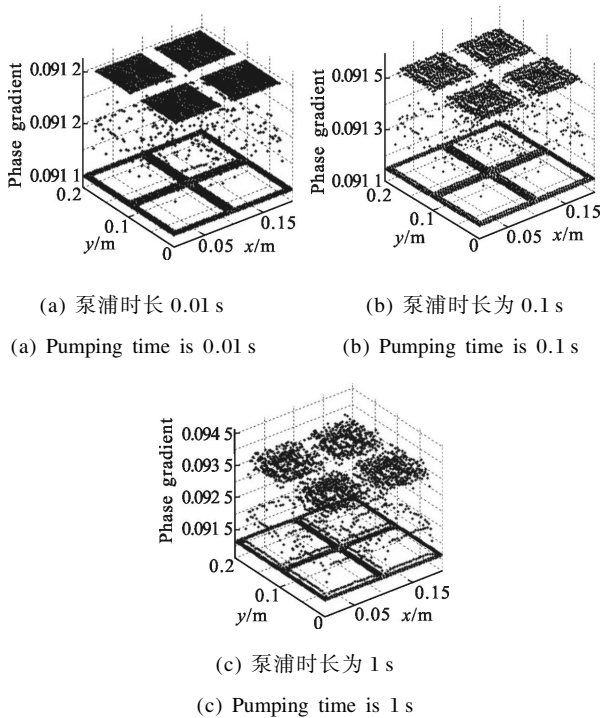 Phase gradient
0.091 2
0.091 2
0.091 1
0.2
0.1
0
y/m
0.05
0.15
x/m
(a) 泵浦时长 0.01 s
(a) Pumping time is 0.01 s
Phase gradient
0.091 5
0.091 3
0.091 1
0.2
0.1
0
y/m
0.05
0.15
x/m
(b) 泵浦时长为 0.1 s
(b) Pumping time is 0.1 s
Phase gradient
0.094 5
0.093 5
0.092 5
0.091 5
0.2
0.1
0
y/m
0.05
0.15
x/m
(c) 泵浦时长为 1 s
(c) Pumping time is 1 s